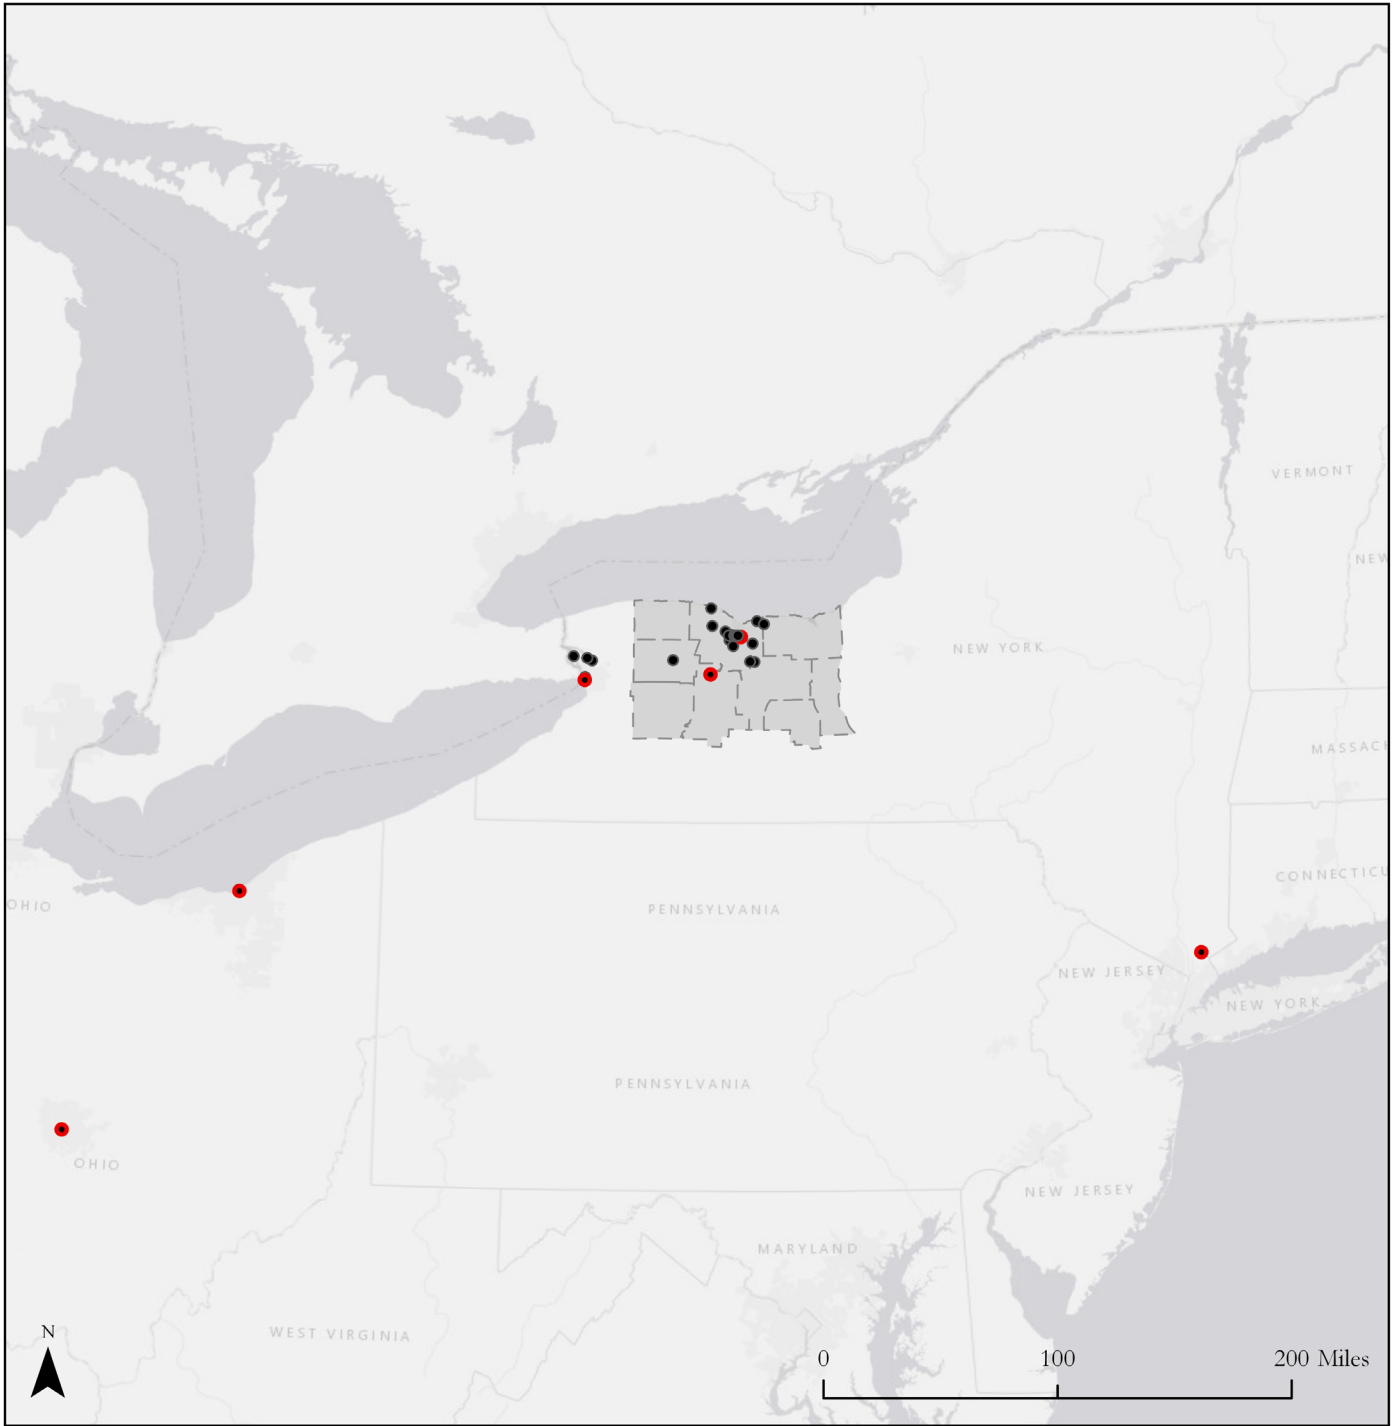 VERMONT
NEW
NEW YORK
MASSACH
CONNECTICU
OHIO
PENNSYLVANIA
NEW JERSEY
NEW YORK
PENNSYLVANIA
OHIO
NEW JERSEY
MARYLAND
WEST VIRGINIA
N
0 100 200 Miles